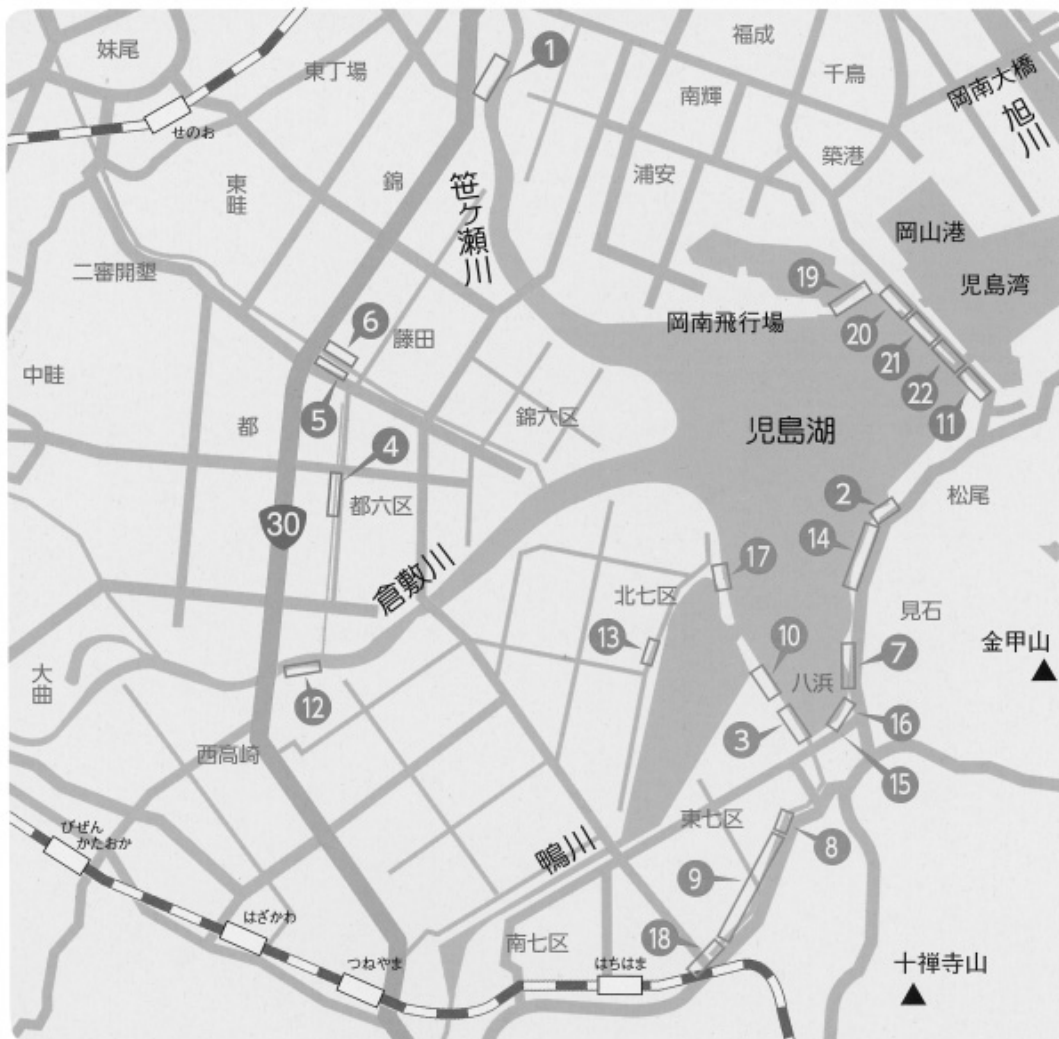 妹尾
せのお
東丁場
1
福成
千鳥
南輝
岡南大橋
旭川
築港
浦安
錦
東畦
笹ヶ瀬川
岡山港
児島湾
二審開墾
19
岡南飛行場
20
21
22
11
6
藤田
5
中畦
都
錦六区
児島湖
4
都六区
30
2
松尾
14
倉敷川
17
北七区
13
見石
10
八浜
7
金甲山
大曲
12
3
16
15
西高崎
東七区
8
びぜん
かたおか
鴨川
9
はざかわ
つねやま
南七区
はちはま
18
十禅寺山